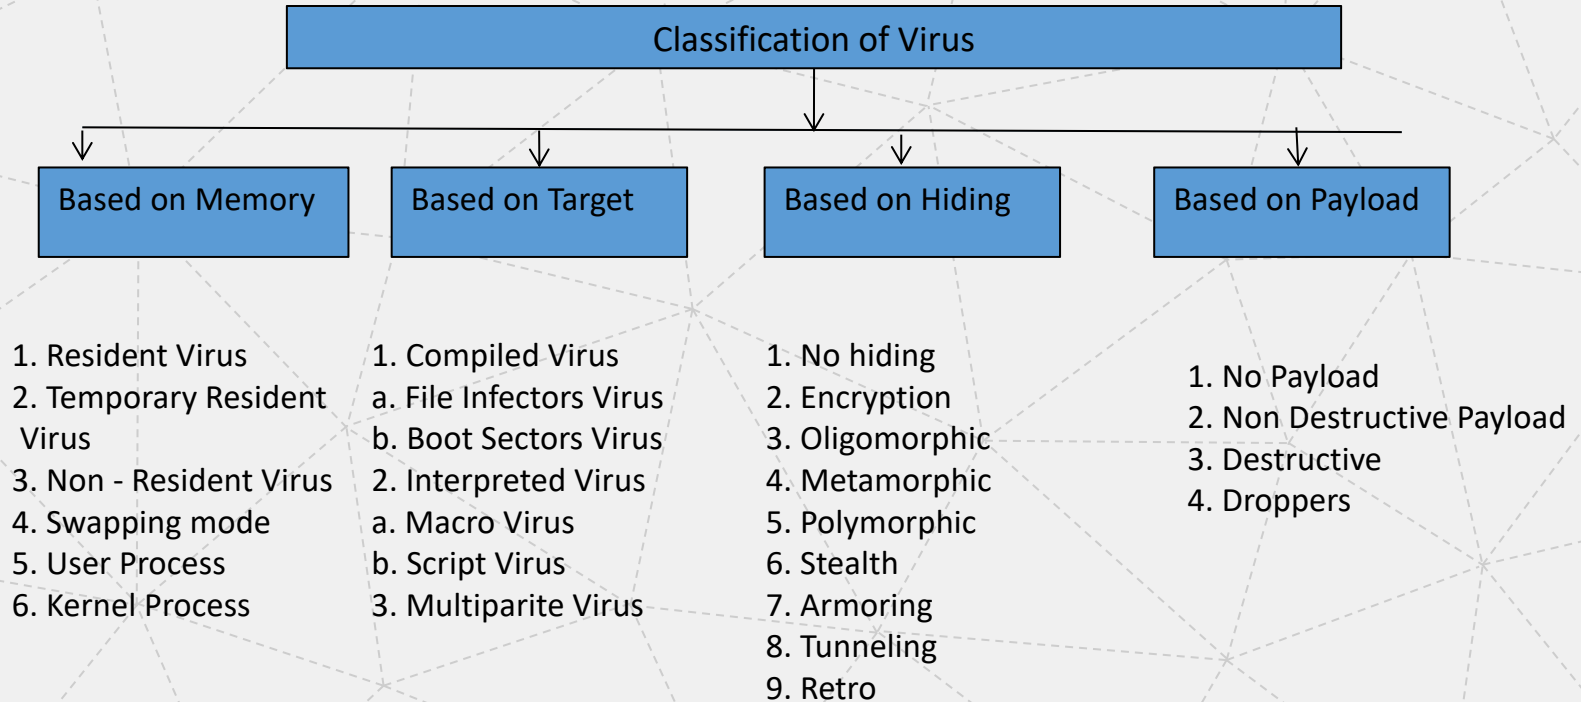 Classification of Virus
Based on Memory
Based on Target
Based on Hiding
Based on Payload
1. Resident Virus
2. Temporary Resident
Virus
3. Non - Resident Virus
4. Swapping mode
5. User Process
6. Kernel Process
1. Compiled Virus
a. File Infectors Virus
b. Boot Sectors Virus
2. Interpreted Virus
a. Macro Virus
b. Script Virus
3. Multiparite Virus
1. No hiding
2. Encryption
3. Oligomorphic
4. Metamorphic
5. Polymorphic
6. Stealth
7. Armoring
8. Tunneling
9. Retro
1. No Payload
2. Non Destructive Payload
3. Destructive
4. Droppers